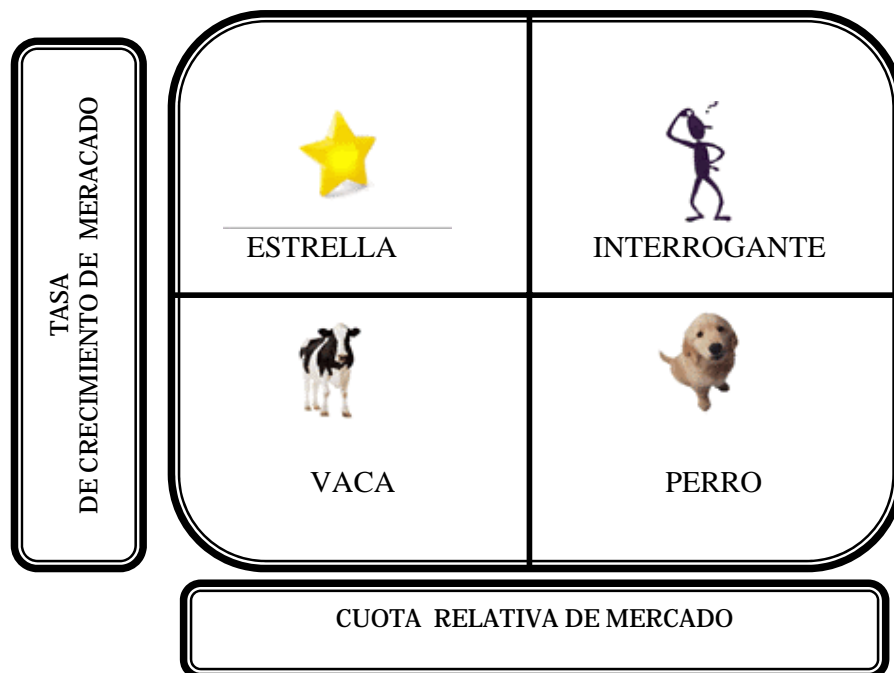 TASA
DE CRECIMIENTO DE MERACADO
ESTRELLA
INTERROGANTE
VACA
PERRO
CUOTA RELATIVA DE MERCADO